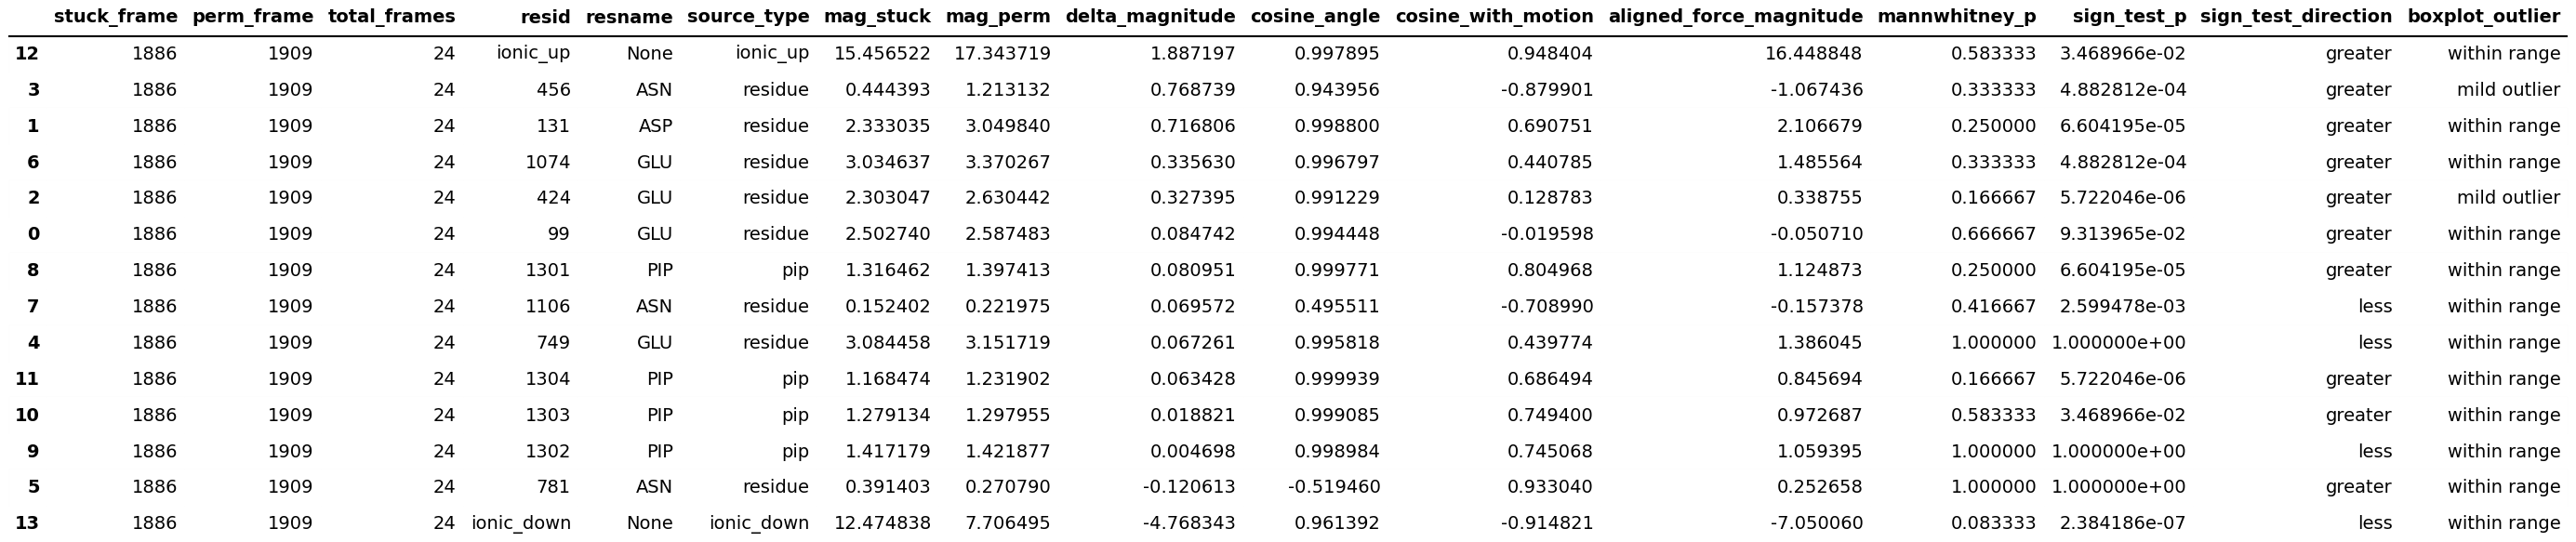 stuck_frame perm_frame total_frames resid resname source_type mag_stuck mag_perm delta_magnitude cosine_angle cosine_with_motion aligned_force_magnitude mannwhitney_p sign_test_p sign_test_direction boxplot_outlier
12 1886 1909 24 ionic_up None ionic_up 15.456522 17.343719 1.887197 0.997895 0.948404 16.448848 0.583333 3.468966e-02 greater within range
3 1886 1909 24 456 ASN residue 0.444393 1.213132 0.768739 0.943956 -0.879901 -1.067436 0.333333 4.882812e-04 greater mild outlier
1 1886 1909 24 131 ASP residue 2.333035 3.049840 0.716806 0.998800 0.690751 2.106679 0.250000 6.604195e-05 greater within range
6 1886 1909 24 1074 GLU residue 3.034637 3.370267 0.335630 0.996797 0.440785 1.485564 0.333333 4.882812e-04 greater within range
2 1886 1909 24 424 GLU residue 2.303047 2.630442 0.327395 0.991229 0.128783 0.338755 0.166667 5.722046e-06 greater mild outlier
0 1886 1909 24 99 GLU residue 2.502740 2.587483 0.084742 0.994448 -0.019598 -0.050710 0.666667 9.313965e-02 greater within range
8 1886 1909 24 1301 PIP pip 1.316462 1.397413 0.080951 0.999771 0.804968 1.124873 0.250000 6.604195e-05 greater within range
7 1886 1909 24 1106 ASN residue 0.152402 0.221975 0.069572 0.495511 -0.708990 -0.157378 0.416667 2.599478e-03 less within range
4 1886 1909 24 749 GLU residue 3.084458 3.151719 0.067261 0.995818 0.439774 1.386045 1.000000 1.000000e+00 less within range
11 1886 1909 24 1304 PIP pip 1.168474 1.231902 0.063428 0.999939 0.686494 0.845694 0.166667 5.722046e-06 greater within range
10 1886 1909 24 1303 PIP pip 1.279134 1.297955 0.018821 0.999085 0.749400 0.972687 0.583333 3.468966e-02 greater within range
9 1886 1909 24 1302 PIP pip 1.417179 1.421877 0.004698 0.998984 0.745068 1.059395 1.000000 1.000000e+00 less within range
5 1886 1909 24 781 ASN residue 0.391403 0.270790 -0.120613 -0.519460 0.933040 0.252658 1.000000 1.000000e+00 greater within range
13 1886 1909 24 ionic_down None ionic_down 12.474838 7.706495 -4.768343 0.961392 -0.914821 -7.050060 0.083333 2.384186e-07 less within range